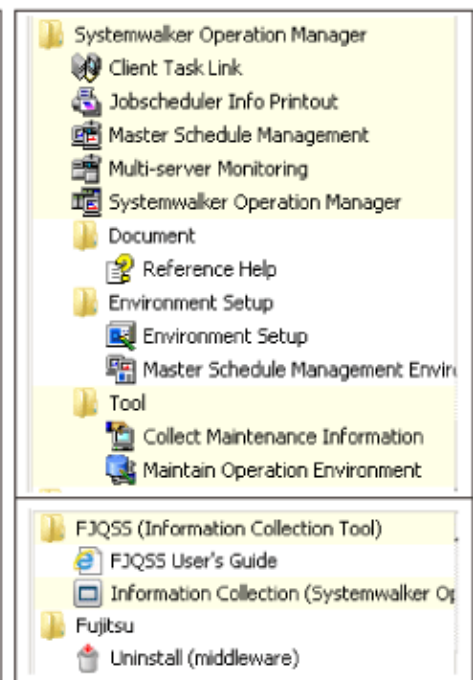 Systemwalker Operation Manager
Client Task Link
Jobscheduler Info Printout
Master Schedule Management
Multi-server Monitoring
Systemwalker Operation Manager
Document
Reference Help
Environment Setup
Environment Setup
Master Schedule Management Enviro
Tool
Collect Maintenance Information
Maintain Operation Environment
FJQSS (Information Collection Tool)
FJQSS User's Guide
Information Collection (Systemwalker Op
Fujitsu
Uninstall (middleware)